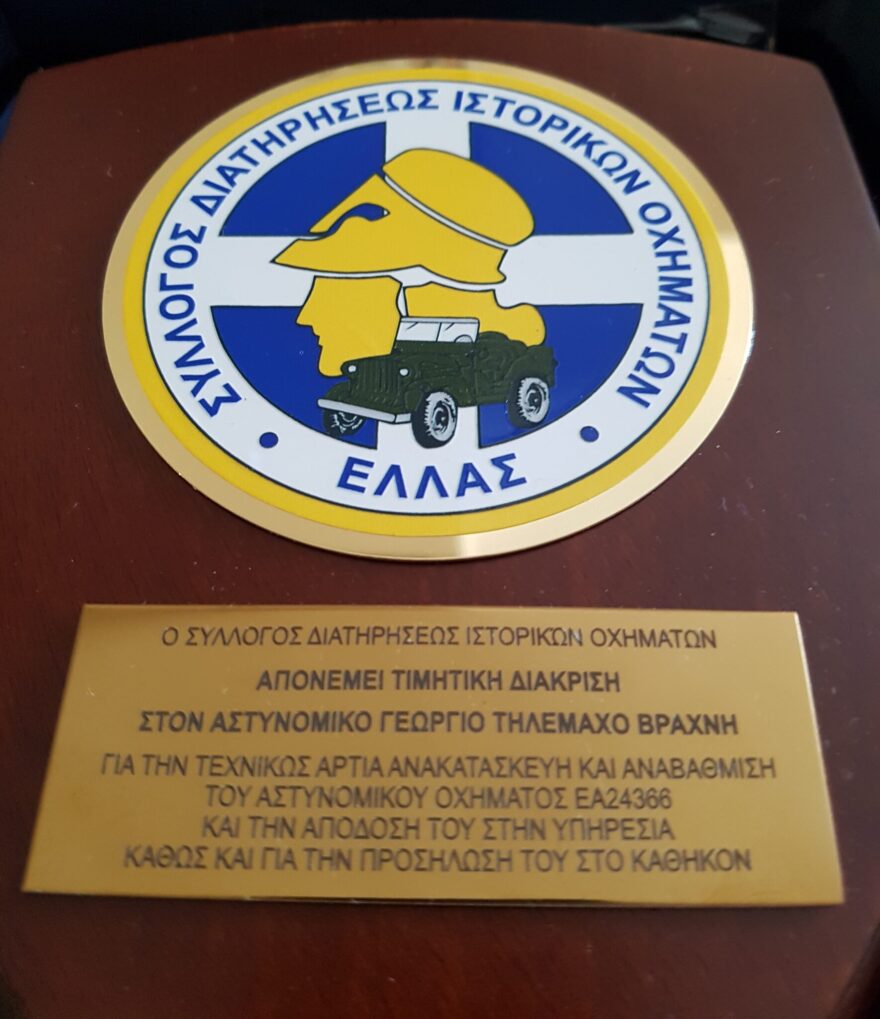 ΣΥΛΛΟΓΟΣ ΔΙΑΤΗΡΗΣΕΩΣ ΙΣΤΟΡΙΚΩΝ ΟΧΗΜΑΤΩΝ
ΕΛΛΑΣ
Ο ΣΥΛΛΟΓΟΣ ΔΙΑΤΗΡΗΣΕΩΣ ΙΣΤΟΡΙΚΩΝ ΟΧΗΜΑΤΩΝ
ΑΠΟΝΕΜΕΙ ΤΙΜΗΤΙΚΗ ΔΙΑΚΡΙΣΗ
ΣΤΟΝ ΑΣΤΥΝΟΜΙΚΟ ΓΕΩΡΓΙΟ ΤΗΛΕΜΑΧΟ ΒΡΑΧΝΗ
ΓΙΑ ΤΗΝ ΤΕΧΝΙΚΩΣ ΑΡΤΙΑ ΑΝΑΚΑΤΑΣΚΕΥΗ ΚΑΙ ΑΝΑΒΑΘΜΙΣΗ
ΤΟΥ ΑΣΤΥΝΟΜΙΚΟΥ ΟΧΗΜΑΤΟΣ ΕΑ24366
ΚΑΙ ΤΗΝ ΑΠΟΔΟΣΗ ΤΟΥ ΣΤΗΝ ΥΠΗΡΕΣΙΑ
ΚΑΘΩΣ ΚΑΙ ΓΙΑ ΤΗΝ ΠΡΟΣΗΛΩΣΗ ΤΟΥ ΣΤΟ ΚΑΘΗΚΟΝ